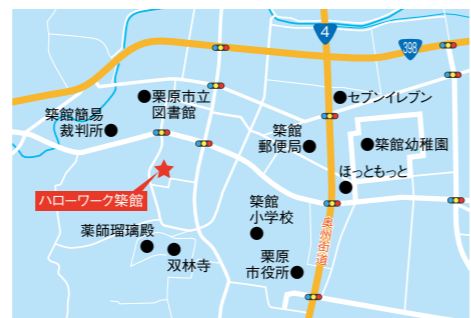 4
398
栗原市立
図書館
セブンイレブン
築館簡易
裁判所
築館
郵便局
築館幼稚園
ほっともっと
ハローワーク築館
築館
小学校
薬師瑠璃殿
双林寺
栗原
市役所
奥州街道